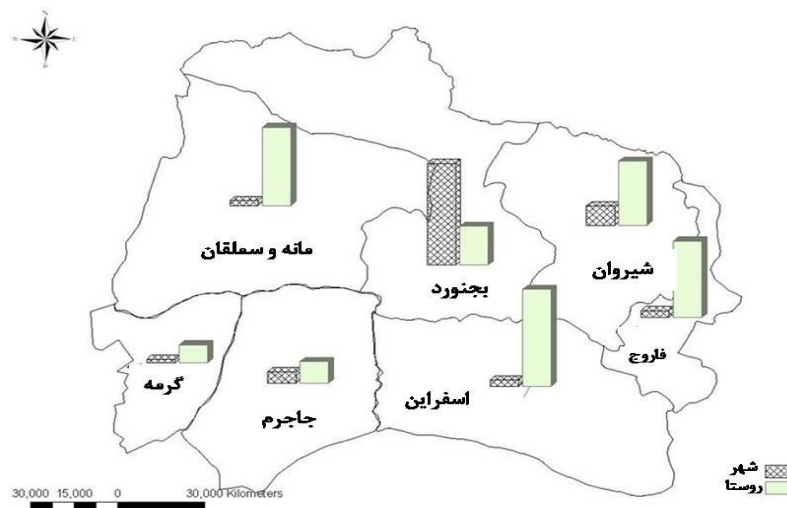 مانه و سملقان
بجنورد
شیروان
فاروج
گرمه
جاجرم
اسفراین
شهر
روستا
30,000 15,000 0 30,000 Kilometers